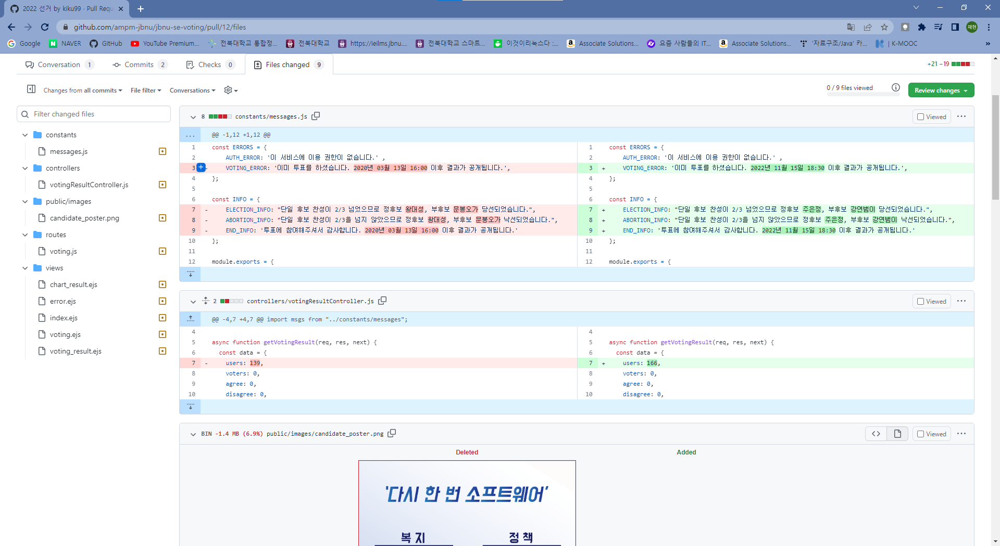 2022 선거 by kiku99 · Pull Requ
github.com/ampm-jbnu/jbnu-se-voting/pull/12/files
재현
Google NAVER GitHub YouTube Premium... 전북대학교 통합정... 전북대학교 https://ieilms.jbnu.... 전북대학교 스마트... 이것이리눅스다 :... Associate Solutions... 요즘 사람들의 IT... Associate Solutions... '자료구조/Java' 카... | K-MOOC »
Conversation 1 Commits 2 Checks 0 Files changed 9 +21 −19
Changes from all commits File filter Conversations 0 / 9 files viewed Review changes
Filter changed files
constants
messages.js
controllers
votingResultController.js
public/images
candidate_poster.png
routes
voting.js
views
chart_result.ejs
error.ejs
index.ejs
voting.ejs
voting_result.ejs
8 constants/messages.js Viewed ...
... @@ -1,12 +1,12 @@
1 const ERRORS = { 1 const ERRORS = {
2 AUTH_ERROR: '이 서비스에 이용 권한이 없습니다.' , 2 AUTH_ERROR: '이 서비스에 이용 권한이 없습니다.' ,
3 + - VOTING_ERROR: '이미 투표를 하셨습니다. 2020년 03월 13일 16:00 이후 결과가 공개됩니다.', 3 + VOTING_ERROR: '이미 투표를 하셨습니다. 2022년 11월 15일 18:30 이후 결과가 공개됩니다.',
4 }; 4 };
5 5
6 const INFO = { 6 const INFO = {
7 - ELECTION_INFO: "단일 후보 찬성이 2/3 넘었으므로 정후보 왕대성, 부후보 문봉오가 당선되었습니다.", 7 + ELECTION_INFO: "단일 후보 찬성이 2/3 넘었으므로 정후보 주은정, 부후보 강연범이 당선되었습니다.",
8 - ABORTION_INFO: "단일 후보 찬성이 2/3을 넘지 않았으므로 정후보 왕대성, 부후보 문봉오가 낙선되었습니다.", 8 + ABORTION_INFO: "단일 후보 찬성이 2/3을 넘지 않았으므로 정후보 주은정, 부후보 강연범이 낙선되었습니다.",
9 - END_INFO: '투표에 참여해주셔서 감사합니다. 2020년 03월 13일 16:00 이후 결과가 공개됩니다.' 9 + END_INFO: '투표에 참여해주셔서 감사합니다. 2022년 11월 15일 18:30 이후 결과가 공개됩니다.'
10 }; 10 };
11 11
12 module.exports = { 12 module.exports = {
2 controllers/votingResultController.js Viewed ...
@@ -4,7 +4,7 @@ import msgs from "../constants/messages";
4 4
5 async function getVotingResult(req, res, next) { 5 async function getVotingResult(req, res, next) {
6 const data = { 6 const data = {
7 - users: 139, 7 + users: 166,
8 voters: 0, 8 voters: 0,
9 agree: 0, 9 agree: 0,
10 disagree: 0, 10 disagree: 0,
BIN -1.4 MB (6.9%) public/images/candidate_poster.png <> Viewed ...
Deleted Added
'다시 한 번 소프트웨어'
복지 정책